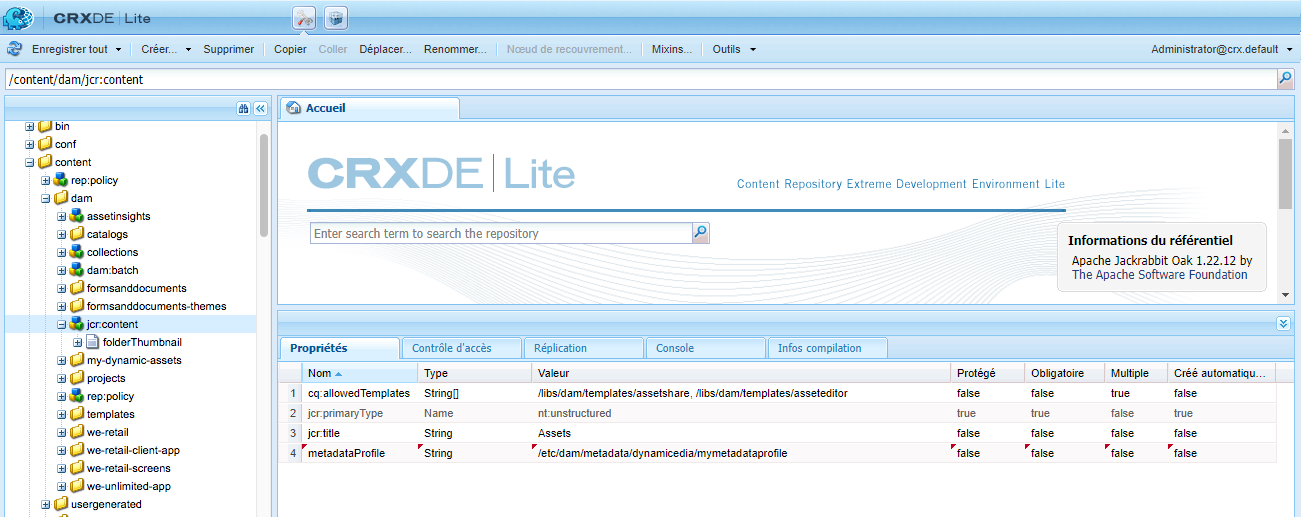 CRXDE | Lite
Enregistrer tout Créer... Supprimer Copier Coller Déplacer... Renommer... Nœud de recouvrement... Mixins... Outils Administrator@crx.default
/content/dam/jcr:content
Accueil
bin
conf
content
rep:policy
dam
assetinsights
catalogs
collections
dam:batch
formsanddocuments
formsanddocuments-themes
jcr:content
folderThumbnail
my-dynamic-assets
projects
rep:policy
templates
we-retail
we-retail-client-app
we-retail-screens
we-unlimited-app
usergenerated
CRXDE | Lite
Content Repository Extreme Development Environment Lite
Enter search term to search the repository
Informations du référentiel
Apache Jackrabbit Oak 1.22.12 by
The Apache Software Foundation
Propriétés Contrôle d'accès Réplication Console Infos compilation
Nom Type Valeur Protégé Obligatoire Multiple Créé automatiqu...
1 cq:allowedTemplates String[] /libs/dam/templates/assetshare, /libs/dam/templates/asseteditor false false true false
2 jcr:primaryType Name nt:unstructured true true false true
3 jcr:title String Assets false false false false
4 metadataProfile String /etc/dam/metadata/dynamicedia/mymetadataprofile false false false false